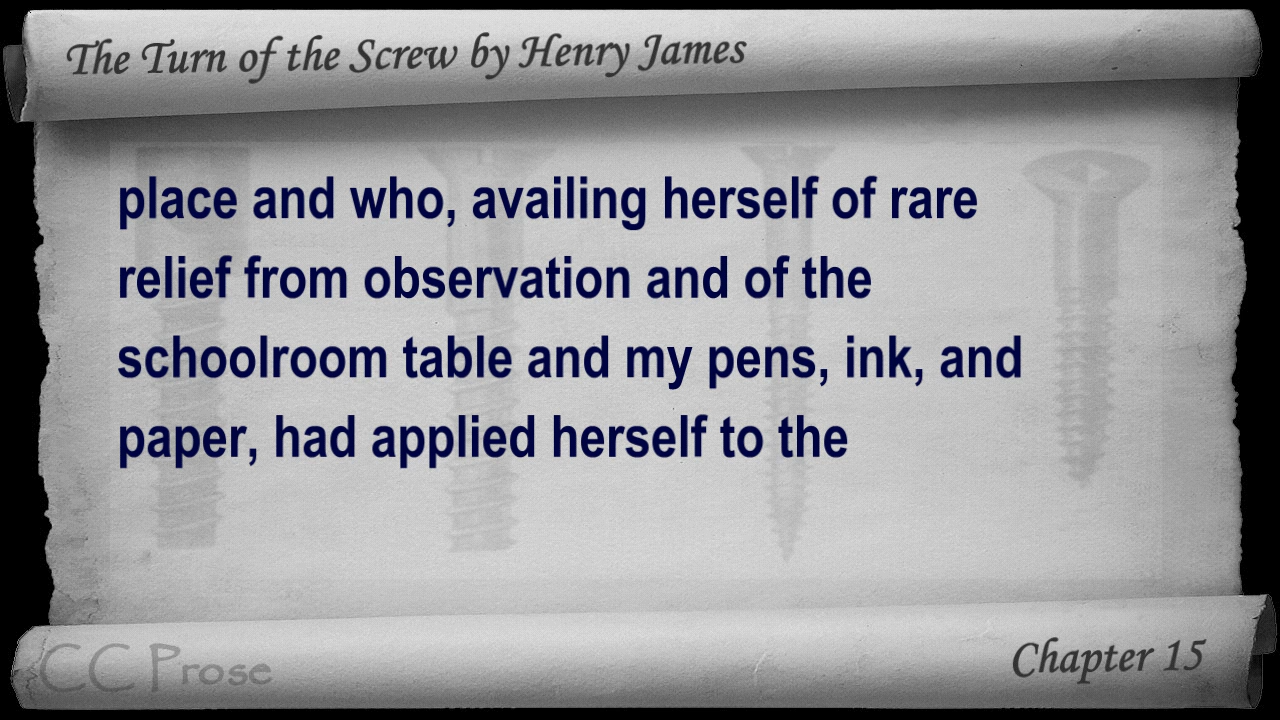 The Turn of the Screw by Henry James
place and who, availing herself of rare
relief from observation and of the
schoolroom table and my pens, ink, and
paper, had applied herself to the
CC Prose
Chapter 15